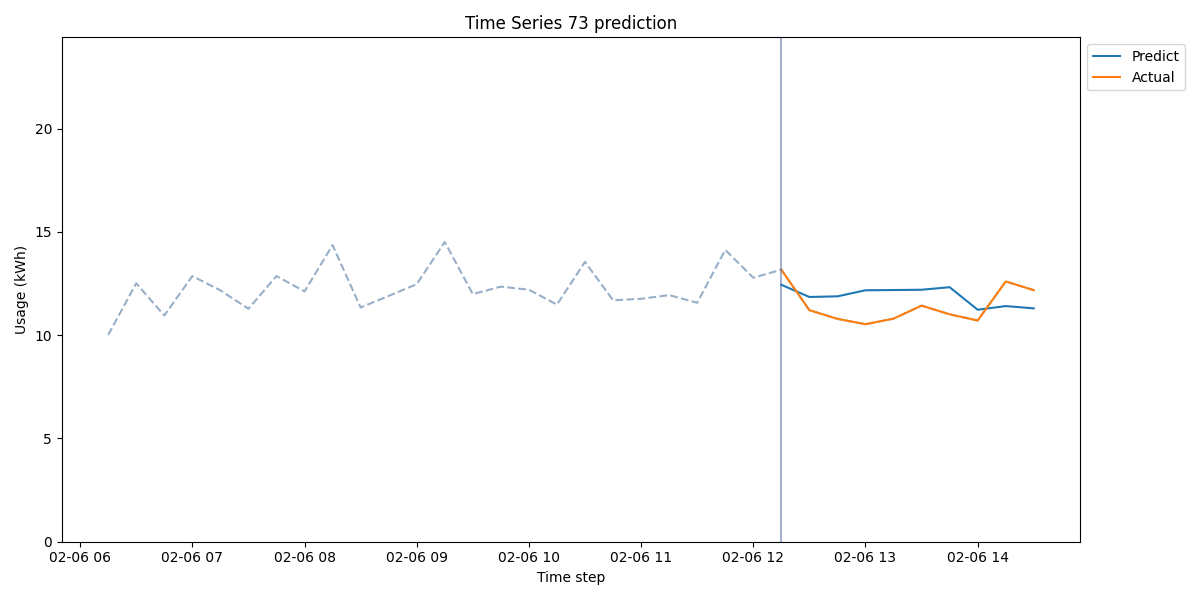 Time Series 73 prediction
Predict
Actual
Usage (kWh)
20
15
10
5
0
02-06 06 02-06 07 02-06 08 02-06 09 02-06 10 02-06 11 02-06 12 02-06 13 02-06 14
Time step